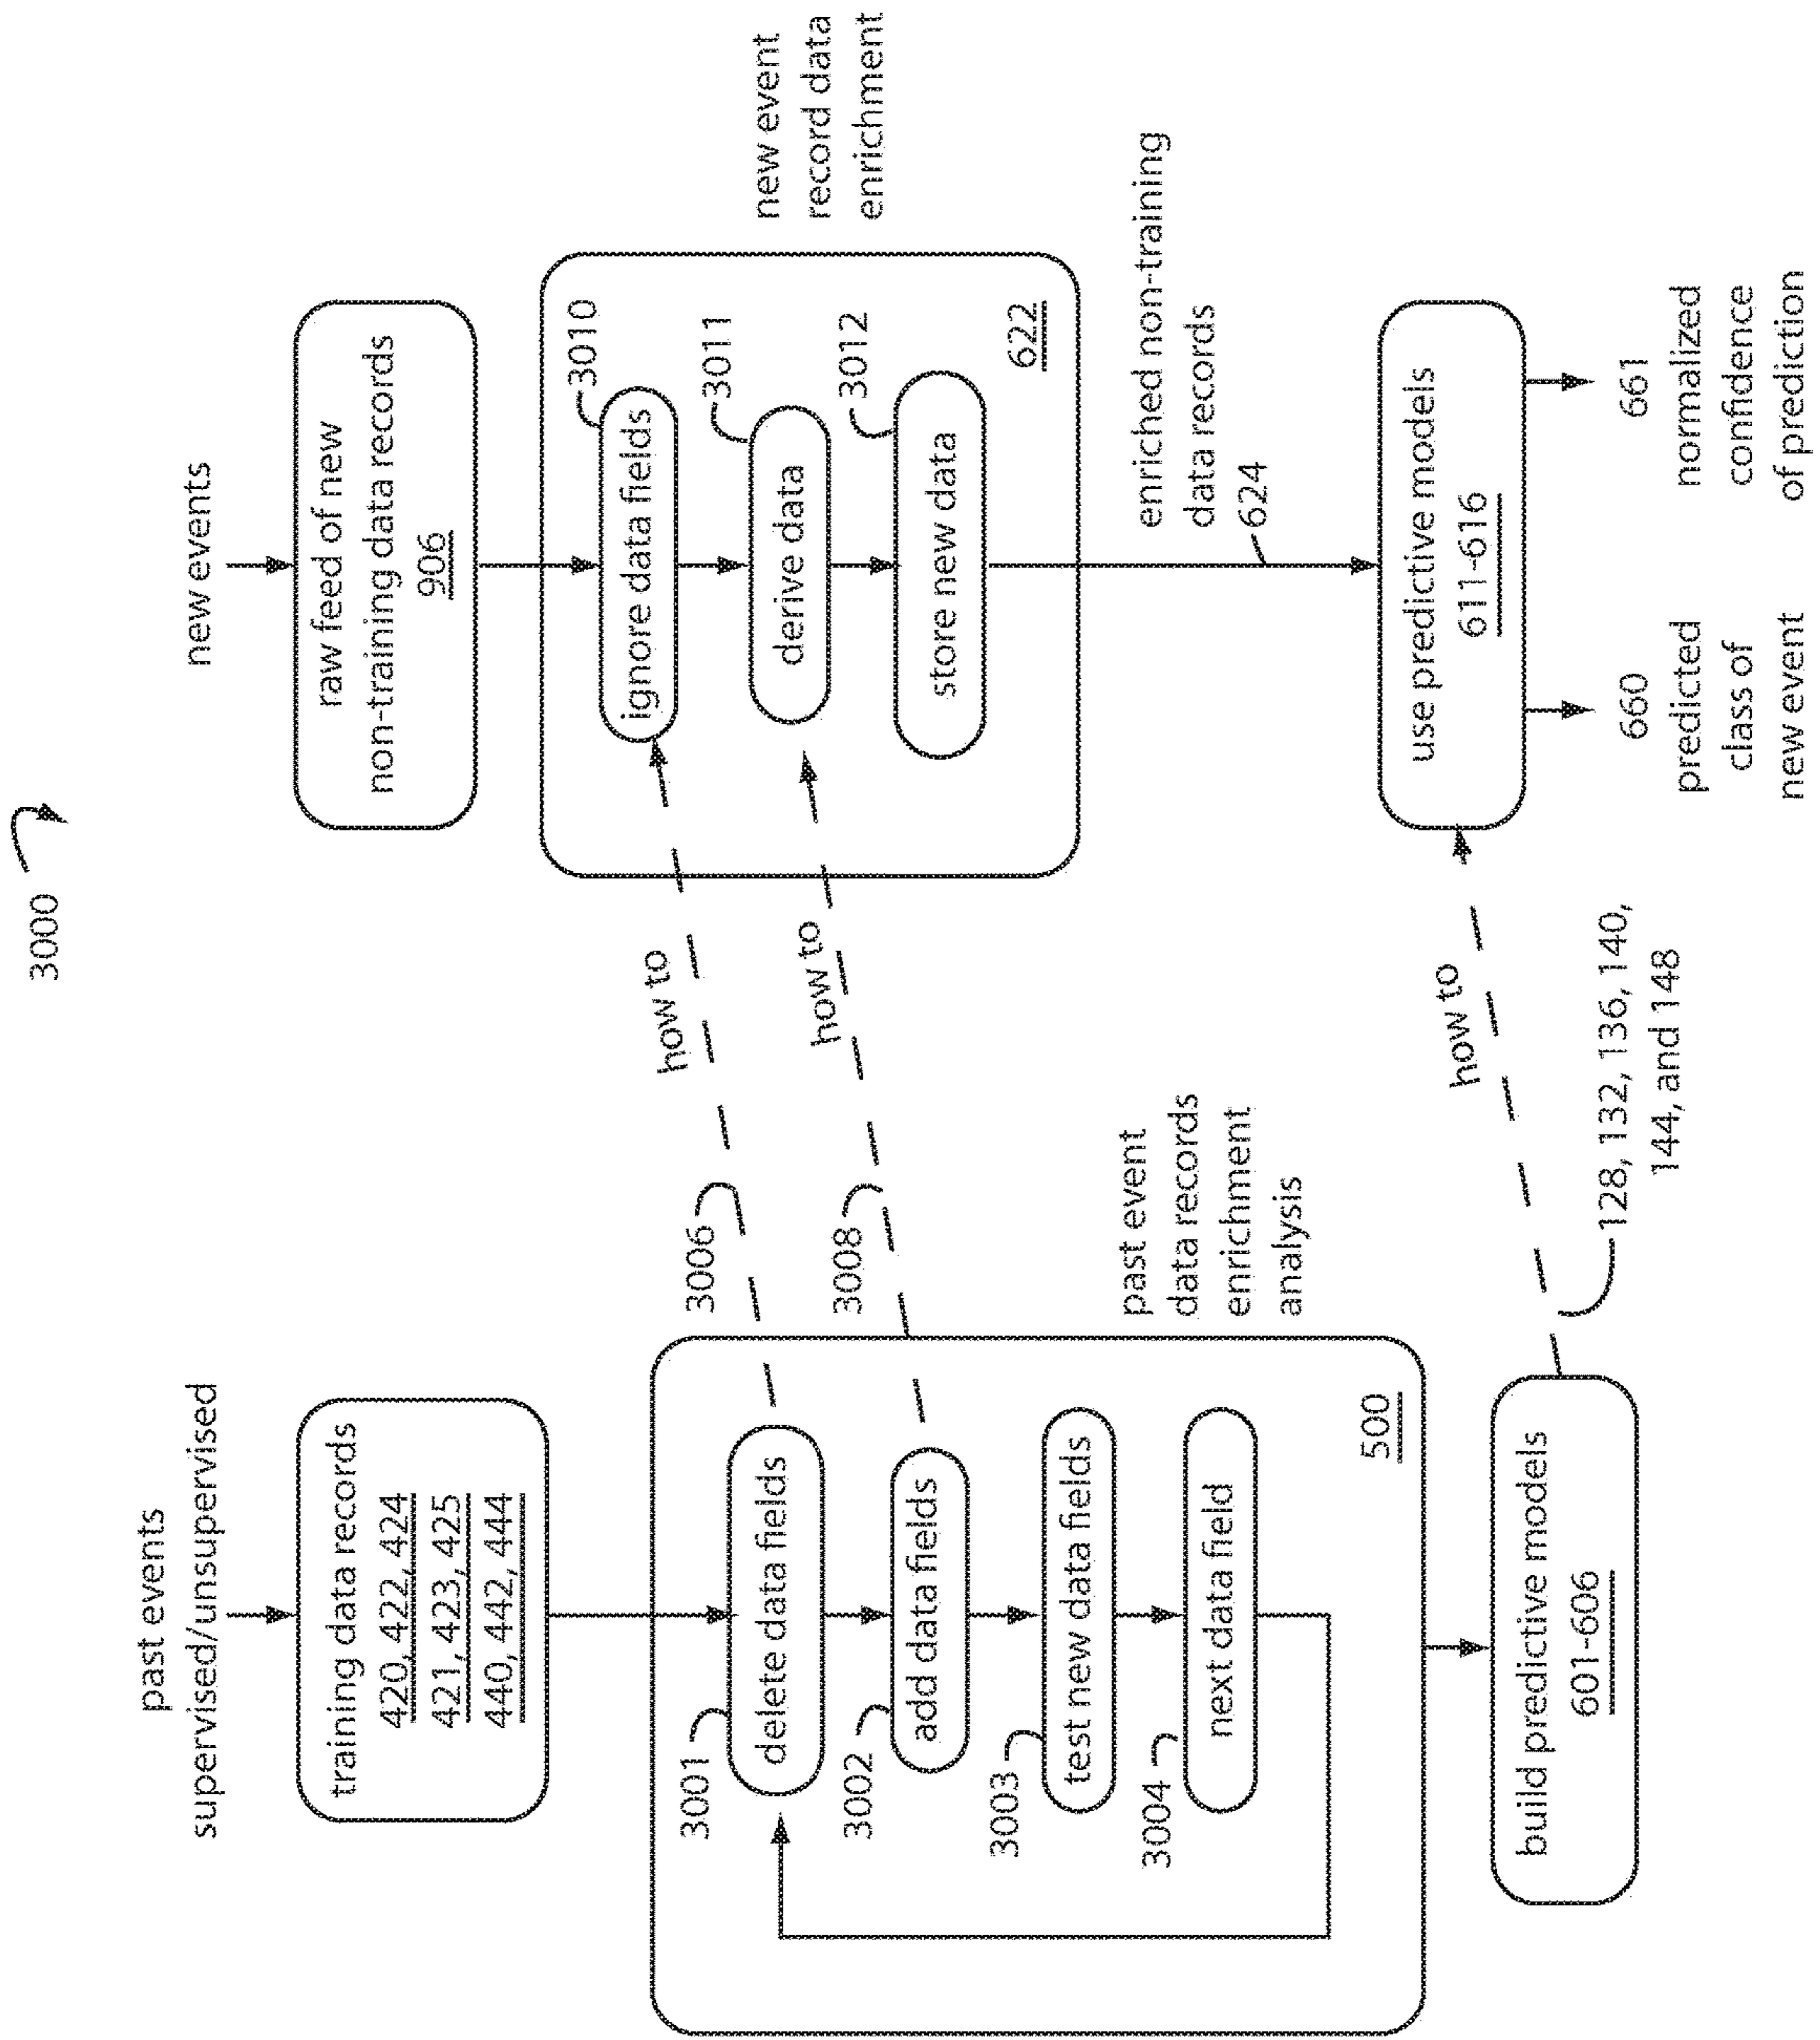 3000
past events
supervised/unsupervised
training data records
420, 422, 424
421, 423, 425
440, 442, 444
3001
delete data fields
3002
add data fields
3003
test new data fields
3004
next data field
500
past event
data records
enrichment
analysis
build predictive models
601-606
3006
how to
3008
how to
how to
128, 132, 136, 140,
144, and 148
new events
raw feed of new
non-training data records
906
ignore data fields
3010
derive data
3011
store new data
3012
622
new event
record data
enrichment
enriched non-training
data records
624
use predictive models
611-616
660
predicted
class of
new event
661
normalized
confidence
of prediction